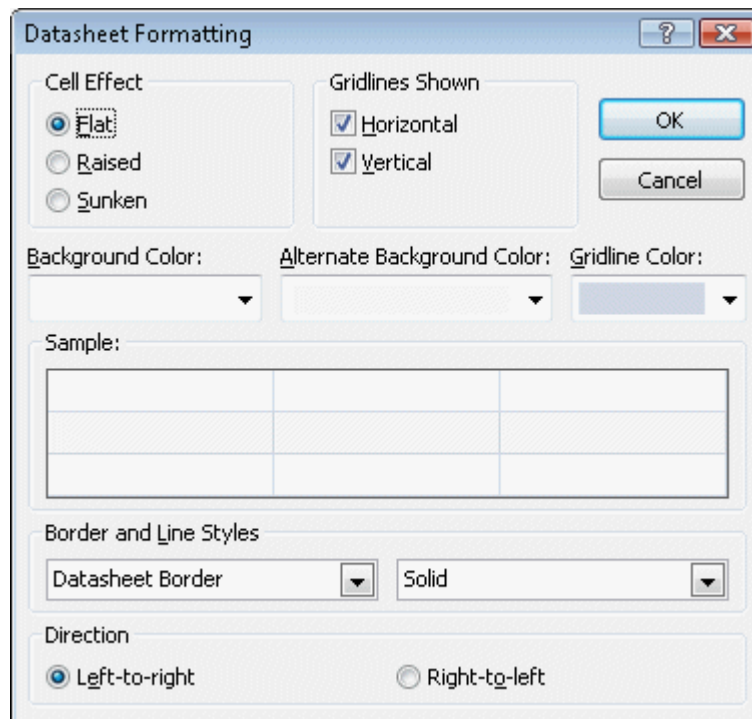 Datasheet Formatting
Cell Effect
Flat
Raised
Sunken
Gridlines Shown
Horizontal
Vertical
OK
Cancel
Background Color:
Alternate Background Color:
Gridline Color:
Sample:
Border and Line Styles
Datasheet Border
Solid
Direction
Left-to-right
Right-to-left